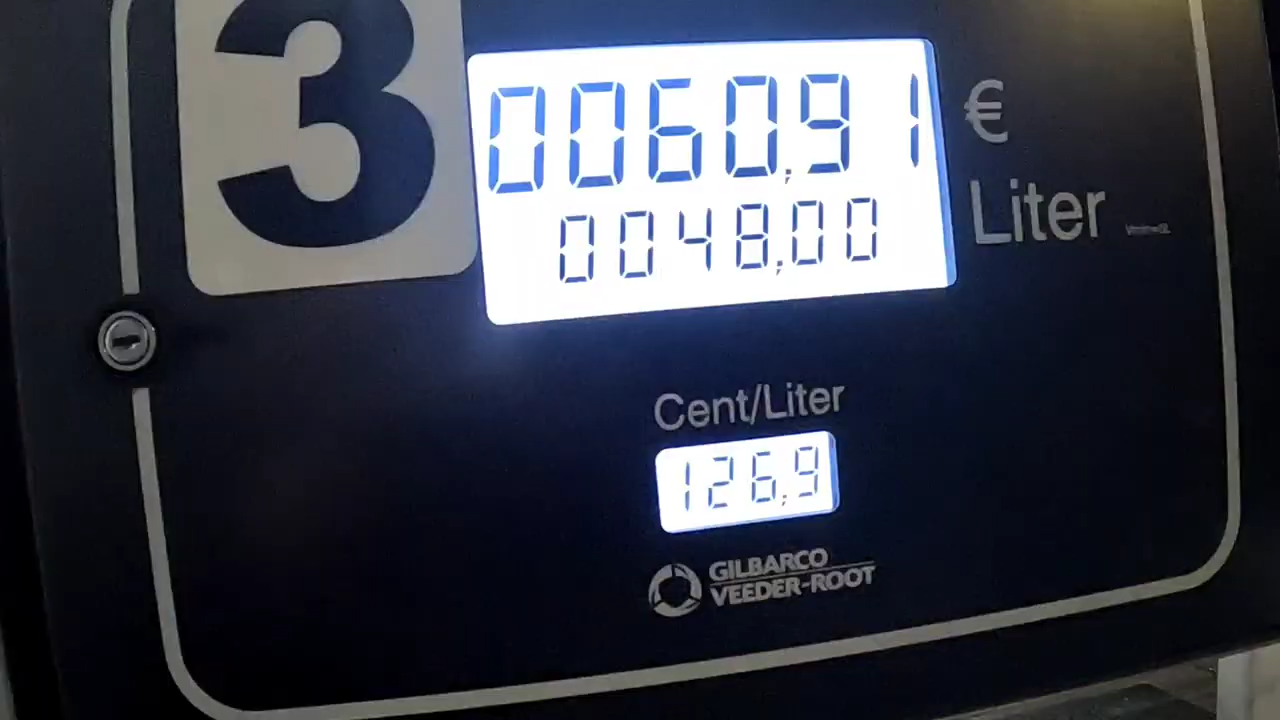 3
0060,91 €
0048,00 Liter
Cent/Liter
126,9
GILBARCO
VEEDER-ROOT